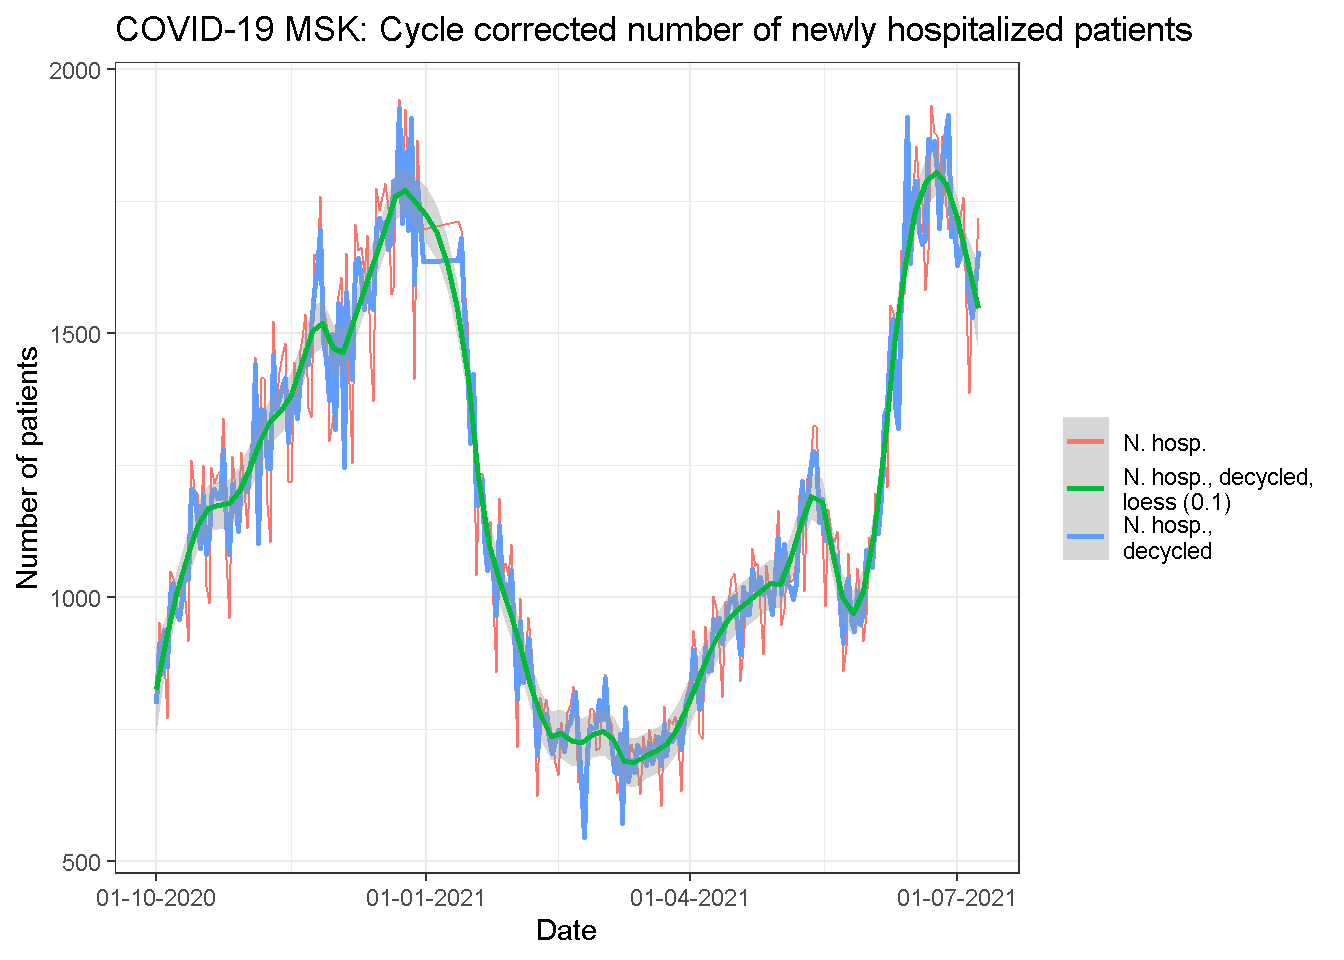 COVID-19 MSK: Cycle corrected number of newly hospitalized patients
2000
1500
1000
500
Number of patients
01-10-2020
01-01-2021
01-04-2021
01-07-2021
Date
N. hosp.
N. hosp., decycled,
loess (0.1)
N. hosp.,
decycled